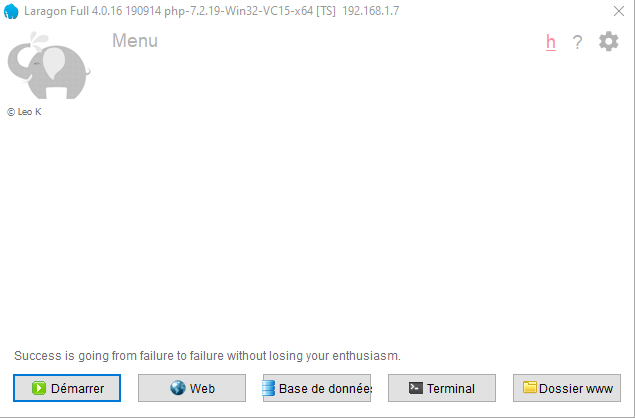 Laragon Full 4.0.16 190914 php-7.2.19-Win32-VC15-x64 [TS] 192.168.1.7
Menu
h ?
© Leo K
Success is going from failure to failure without losing your enthusiasm.
Démarrer Web Base de données Terminal Dossier www